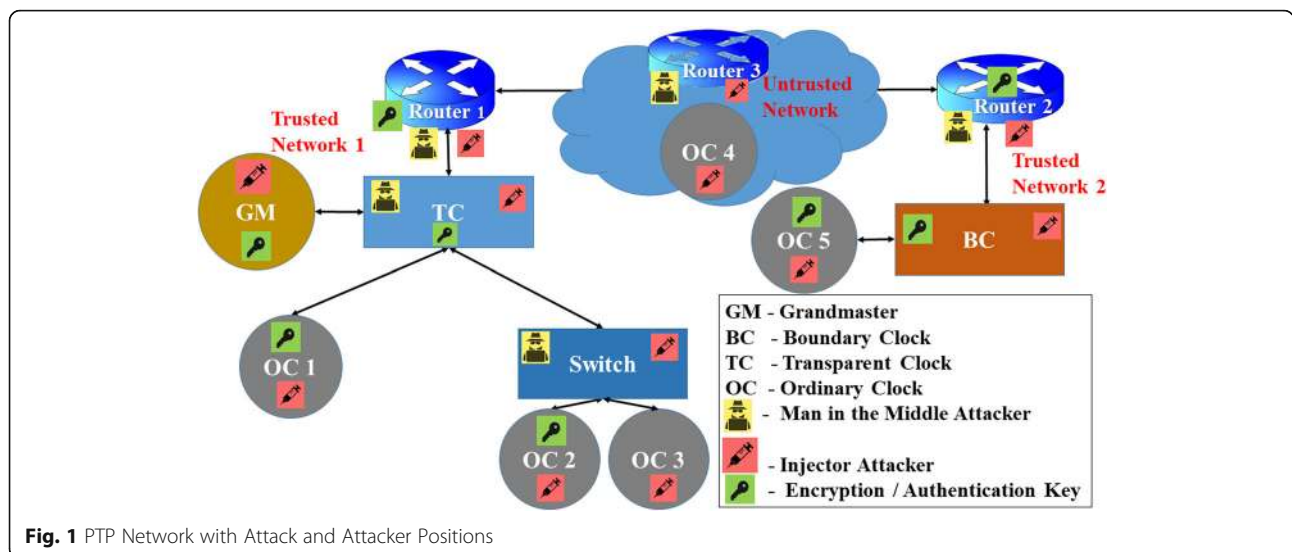 Router 3
Router 1
Untrusted
Network
Router 2
Trusted
Network 1
OC 4
Trusted
Network 2
GM
TC
OC 5
BC
OC 1
Switch
OC 2
OC 3
GM - Grandmaster
BC - Boundary Clock
TC - Transparent Clock
OC - Ordinary Clock
- Man in the Middle Attacker
- Injector Attacker
- Encryption / Authentication Key
Fig. 1 PTP Network with Attack and Attacker Positions